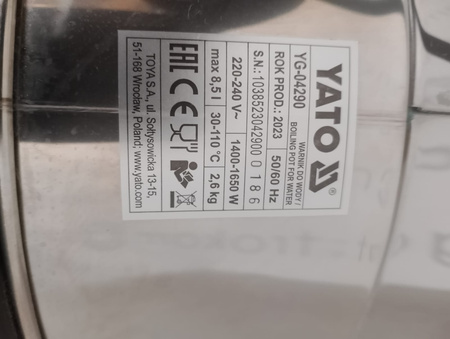 YATO ®
YG-04290
WARNIK DO WODY /
BOILING POT FOR WATER
ROK PROD.: 2023
50/60 Hz
S.N.: 1038523042900 0 1 8 6
220-240 V~
1400-1650 W
max 8,5 l
30-110 °C
2,6 kg
EAC CE
TOYA S.A., ul. Sołtysowicka 13-15,
51-168 Wrocław, Poland; www.yato.com